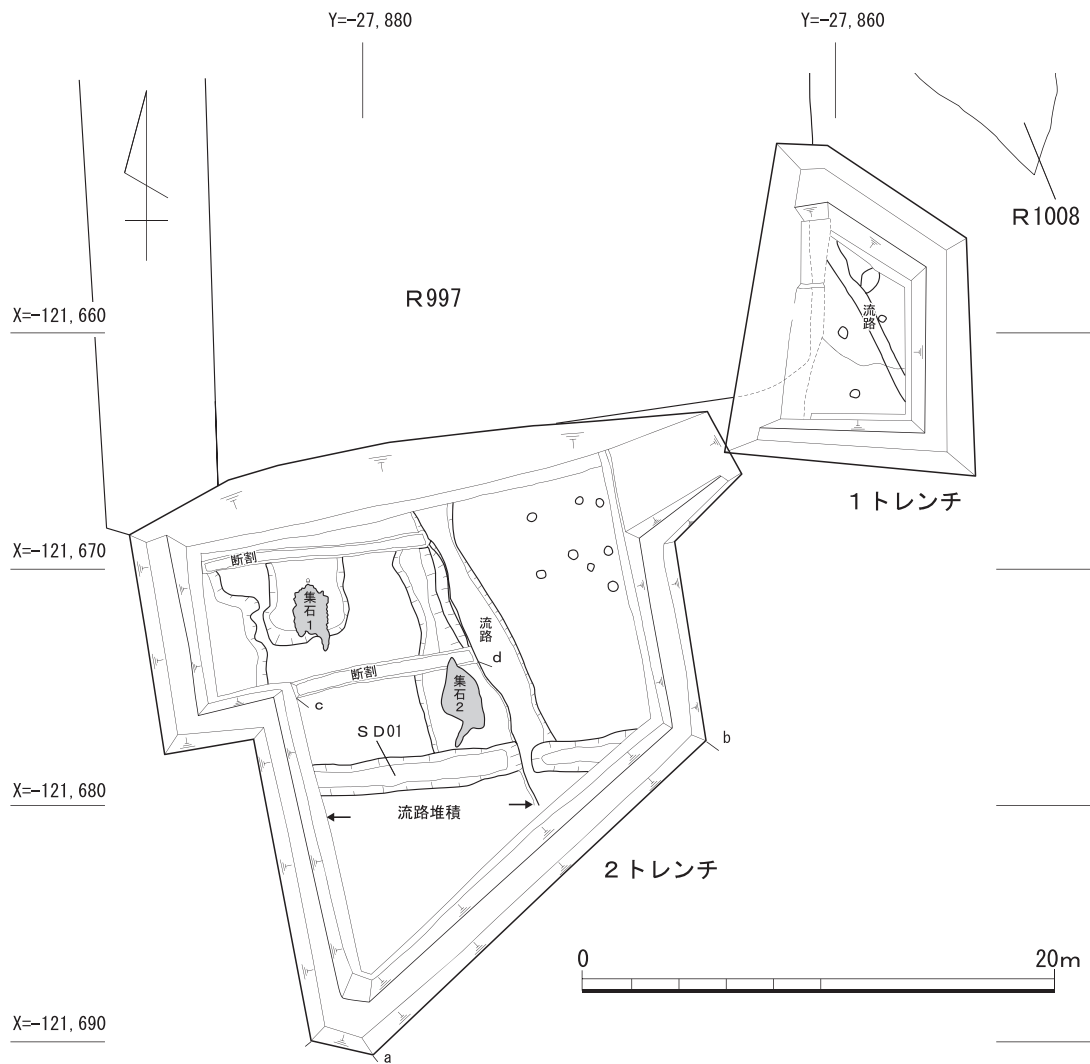 Y=-27,880
Y=-27,860
R1008
R997
X=-121,660
流路
1トレンチ
X=-121,670
断割
集石1
流路
断割
d
集石2
c
SD01
b
X=-121,680
流路堆積
2トレンチ
0
20m
X=-121,690
a